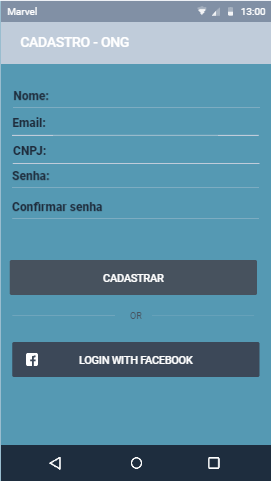 Marvel 13:00
CADASTRO - ONG
Nome:
Email:
CNPJ:
Senha:
Confirmar senha
CADASTRAR
OR
LOGIN WITH FACEBOOK